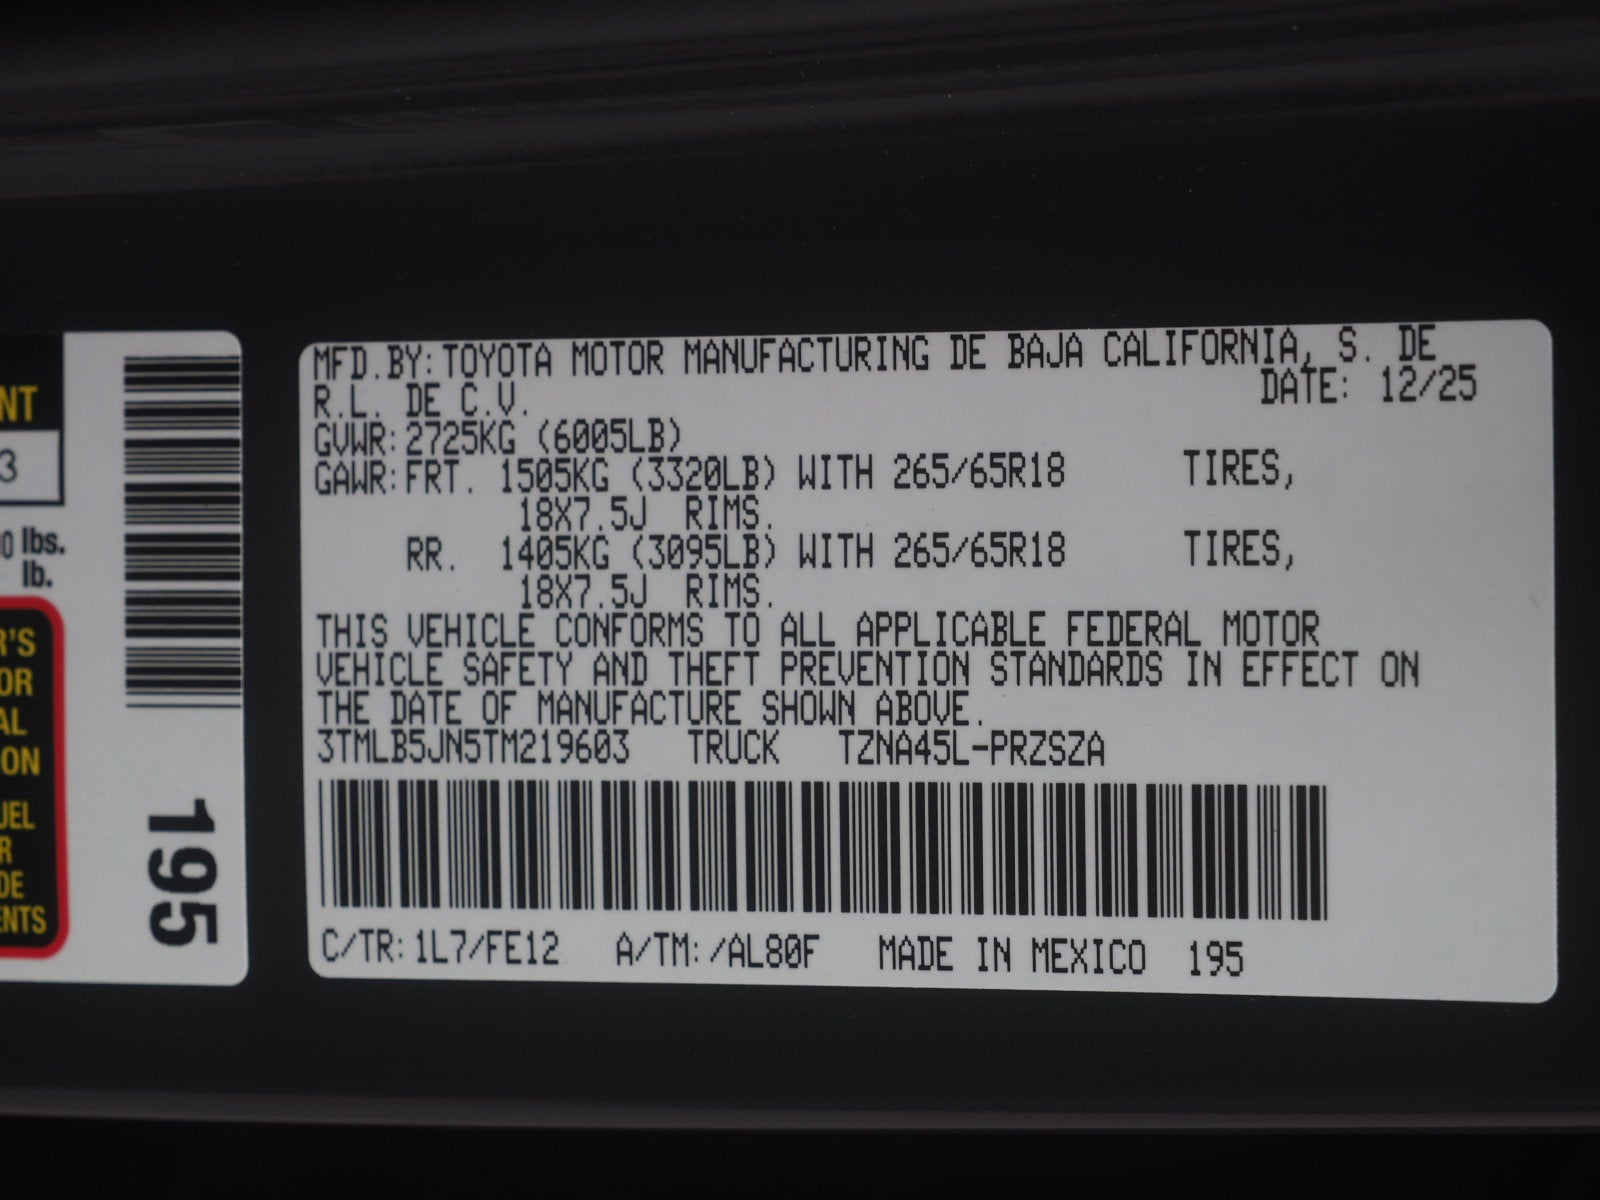 MFD.BY:TOYOTA MOTOR MANUFACTURING DE BAJA CALIFORNIA, S. DE
R.L. DE C.V. DATE: 12/25
GVWR:2725KG (6005LB)
GAWR:FRT. 1505KG (3320LB) WITH 265/65R18 TIRES,
18X7.5J RIMS.
RR. 1405KG (3095LB) WITH 265/65R18 TIRES,
18X7.5J RIMS.
THIS VEHICLE CONFORMS TO ALL APPLICABLE FEDERAL MOTOR
VEHICLE SAFETY AND THEFT PREVENTION STANDARDS IN EFFECT ON
THE DATE OF MANUFACTURE SHOWN ABOVE.
3TMLB5JN5TM219603 TRUCK TZNA45L-PRZSZA
C/TR:1L7/FE12 A/TM:/AL80F MADE IN MEXICO 195
NT
3
0 lbs.
lb.
R'S
OR
AL
ON
UEL
R
DE
ENTS
195